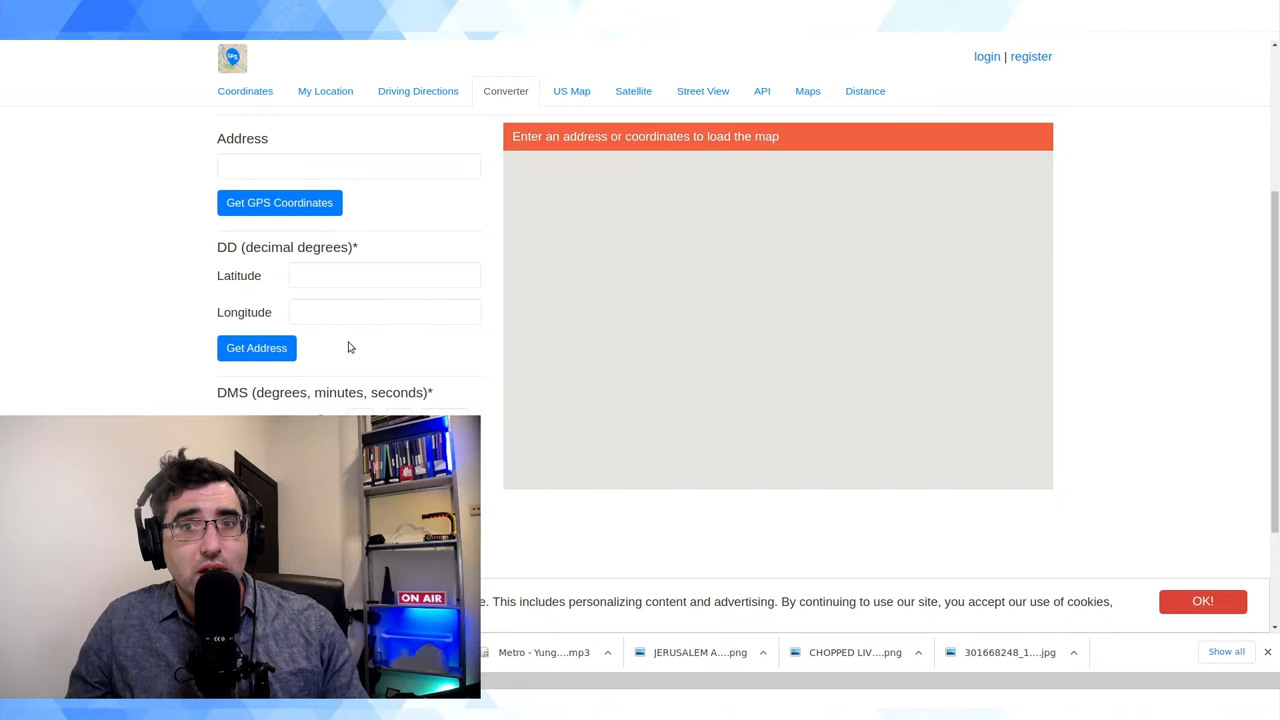 GPS
login | register
Coordinates
My Location
Driving Directions
Converter
US Map
Satellite
Street View
API
Maps
Distance
Address
Get GPS Coordinates
DD (decimal degrees)*
Latitude
Longitude
Get Address
DMS (degrees, minutes, seconds)*
Enter an address or coordinates to load the map
e. This includes personalizing content and advertising. By continuing to use our site, you accept our use of cookies,
OK!
ON AIR
Metro - Yung....mp3
JERUSALEM A....png
CHOPPED LIV....png
301668248_1....jpg
Show all